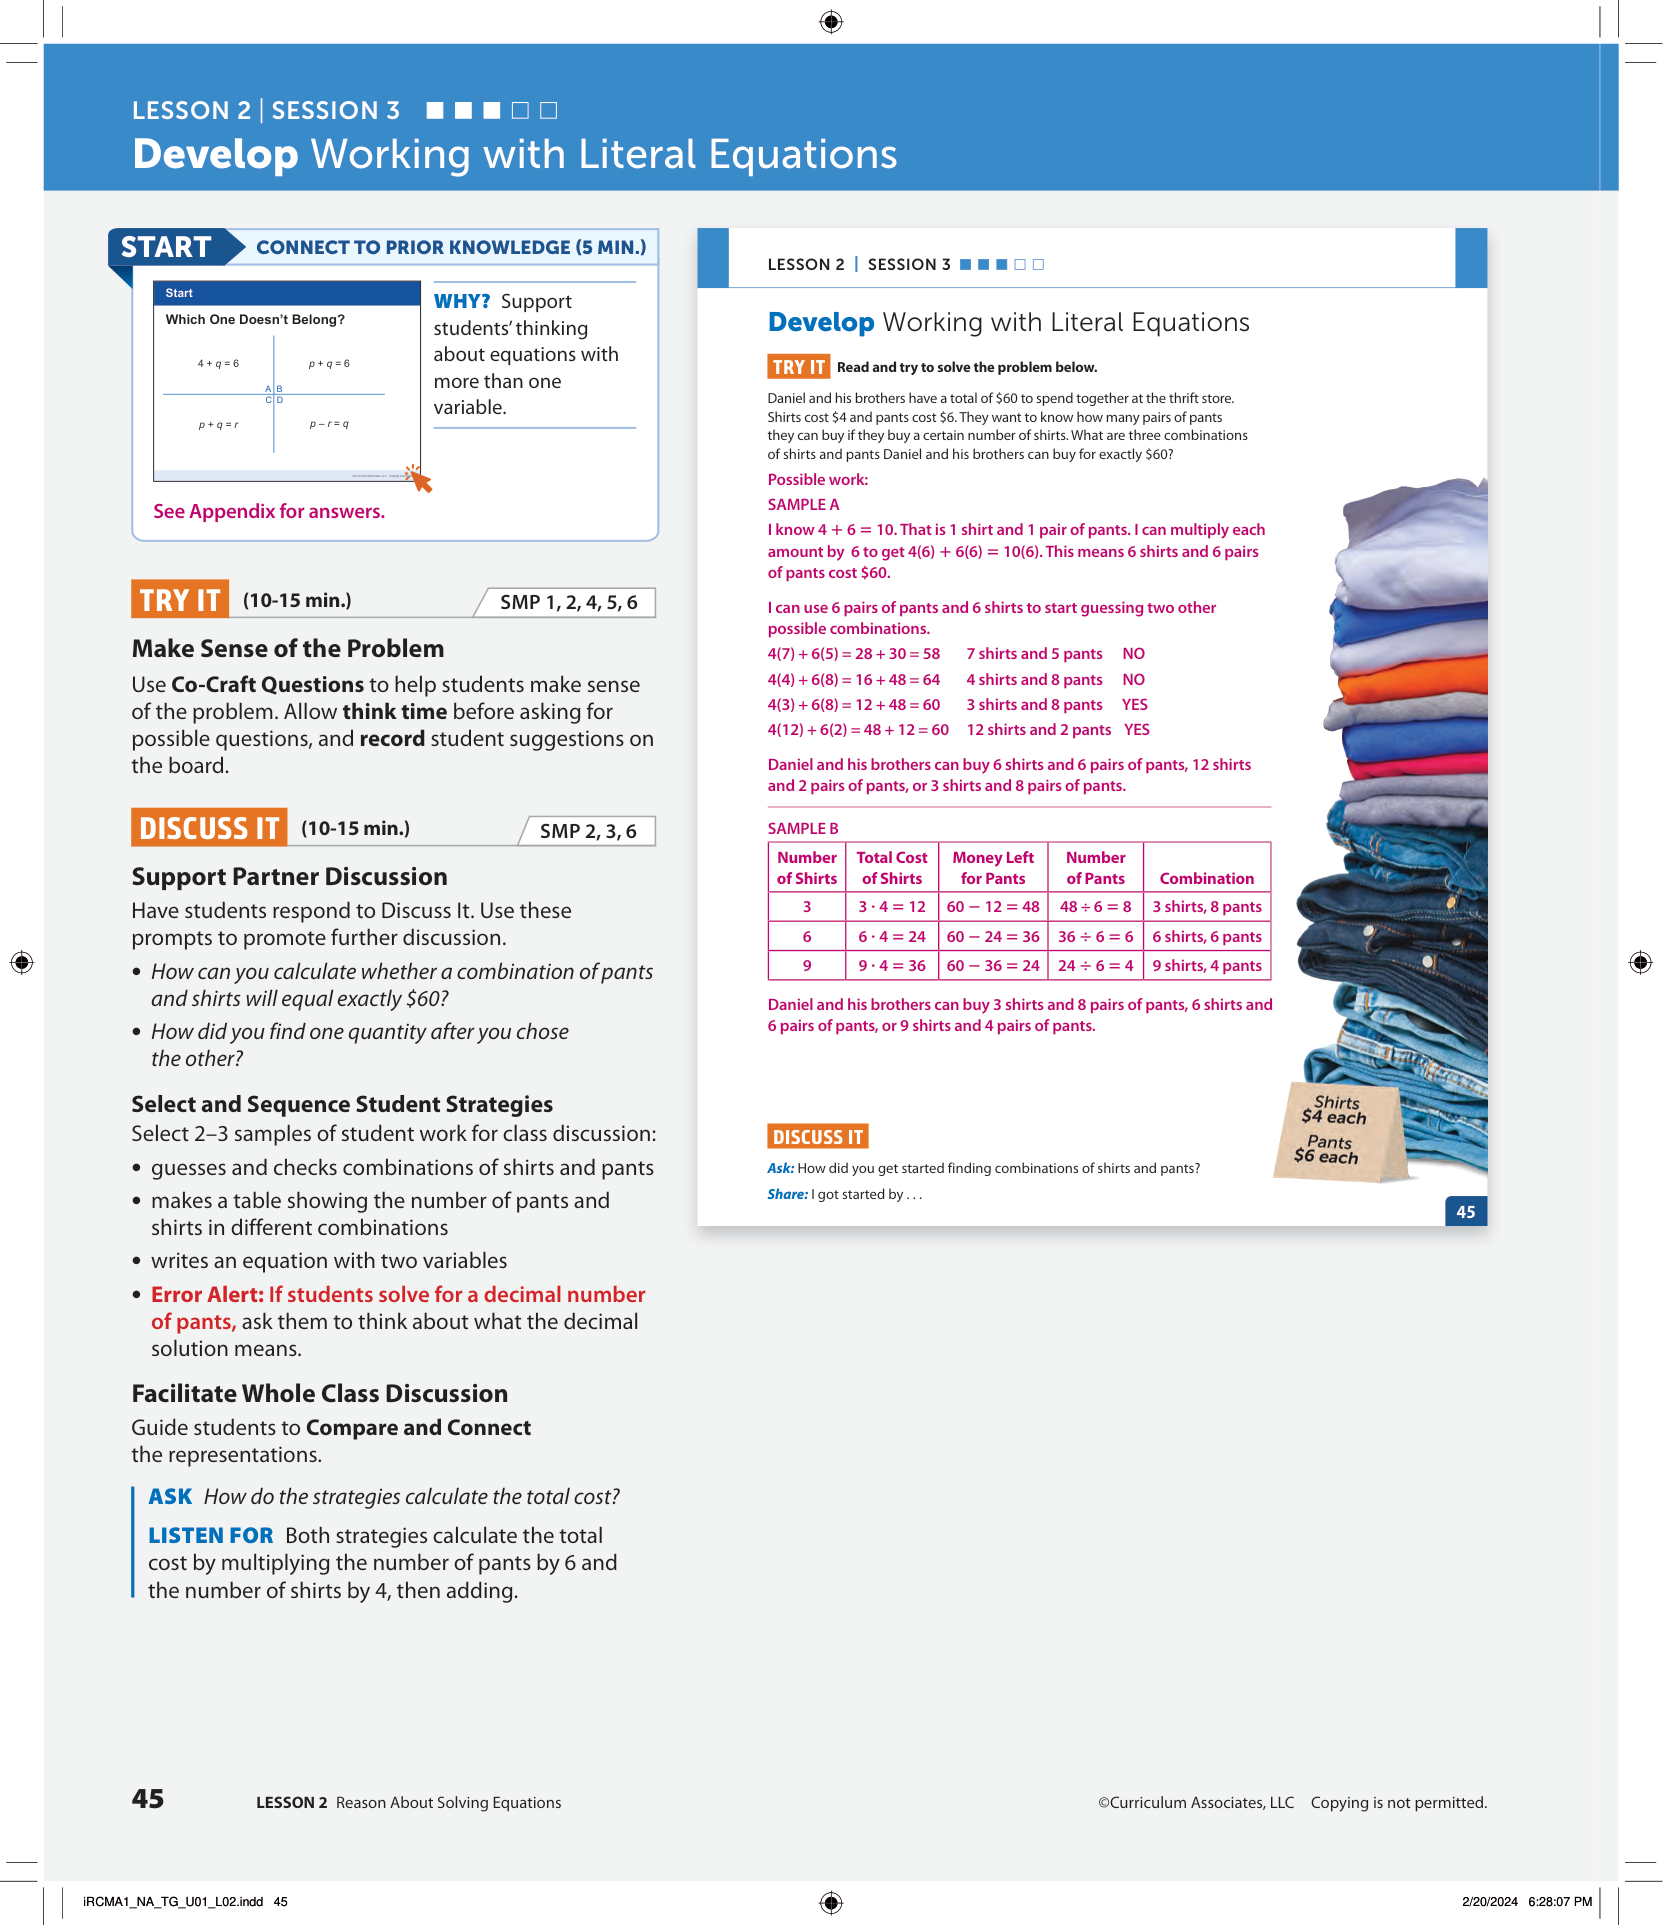 LESSON 2 | SESSION 3
Develop Working with Literal Equations
START CONNECT TO PRIOR KNOWLEDGE (5 MIN.)
Start
Which One Doesn't Belong?
4 + q = 6
p + q = 6
A B
C D
p + q = r
p – r = q
WHY? Support
students' thinking
about equations with
more than one
variable.
See Appendix for answers.
TRY IT (10-15 min.) SMP 1, 2, 4, 5, 6
Make Sense of the Problem
Use Co-Craft Questions to help students make sense
of the problem. Allow think time before asking for
possible questions, and record student suggestions on
the board.
DISCUSS IT (10-15 min.) SMP 2, 3, 6
Support Partner Discussion
Have students respond to Discuss It. Use these
prompts to promote further discussion.
• How can you calculate whether a combination of pants
and shirts will equal exactly $60?
• How did you find one quantity after you chose
the other?
Select and Sequence Student Strategies
Select 2–3 samples of student work for class discussion:
• guesses and checks combinations of shirts and pants
• makes a table showing the number of pants and
shirts in different combinations
• writes an equation with two variables
• Error Alert: If students solve for a decimal number
of pants, ask them to think about what the decimal
solution means.
Facilitate Whole Class Discussion
Guide students to Compare and Connect
the representations.
ASK How do the strategies calculate the total cost?
LISTEN FOR Both strategies calculate the total
cost by multiplying the number of pants by 6 and
the number of shirts by 4, then adding.
LESSON 2 | SESSION 3
Develop Working with Literal Equations
TRY IT Read and try to solve the problem below.
Daniel and his brothers have a total of $60 to spend together at the thrift store.
Shirts cost $4 and pants cost $6. They want to know how many pairs of pants
they can buy if they buy a certain number of shirts. What are three combinations
of shirts and pants Daniel and his brothers can buy for exactly $60?
Possible work:
SAMPLE A
I know 4 + 6 = 10. That is 1 shirt and 1 pair of pants. I can multiply each
amount by 6 to get 4(6) + 6(6) = 10(6). This means 6 shirts and 6 pairs
of pants cost $60.
I can use 6 pairs of pants and 6 shirts to start guessing two other
possible combinations.
4(7) + 6(5) = 28 + 30 = 58 7 shirts and 5 pants NO
4(4) + 6(8) = 16 + 48 = 64 4 shirts and 8 pants NO
4(3) + 6(8) = 12 + 48 = 60 3 shirts and 8 pants YES
4(12) + 6(2) = 48 + 12 = 60 12 shirts and 2 pants YES
Daniel and his brothers can buy 6 shirts and 6 pairs of pants, 12 shirts
and 2 pairs of pants, or 3 shirts and 8 pairs of pants.
SAMPLE B
Number Total Cost Money Left Number
of Shirts of Shirts for Pants of Pants Combination
3 3 · 4 = 12 60 − 12 = 48 48 ÷ 6 = 8 3 shirts, 8 pants
6 6 · 4 = 24 60 − 24 = 36 36 ÷ 6 = 6 6 shirts, 6 pants
9 9 · 4 = 36 60 − 36 = 24 24 ÷ 6 = 4 9 shirts, 4 pants
Daniel and his brothers can buy 3 shirts and 8 pairs of pants, 6 shirts and
6 pairs of pants, or 9 shirts and 4 pairs of pants.
Shirts
$4 each
Pants
$6 each
DISCUSS IT
Ask: How did you get started finding combinations of shirts and pants?
Share: I got started by . . .
45
45 LESSON 2 Reason About Solving Equations
©Curriculum Associates, LLC Copying is not permitted.
iRCMA1_NA_TG_U01_L02.indd 45
2/20/2024 6:28:07 PM